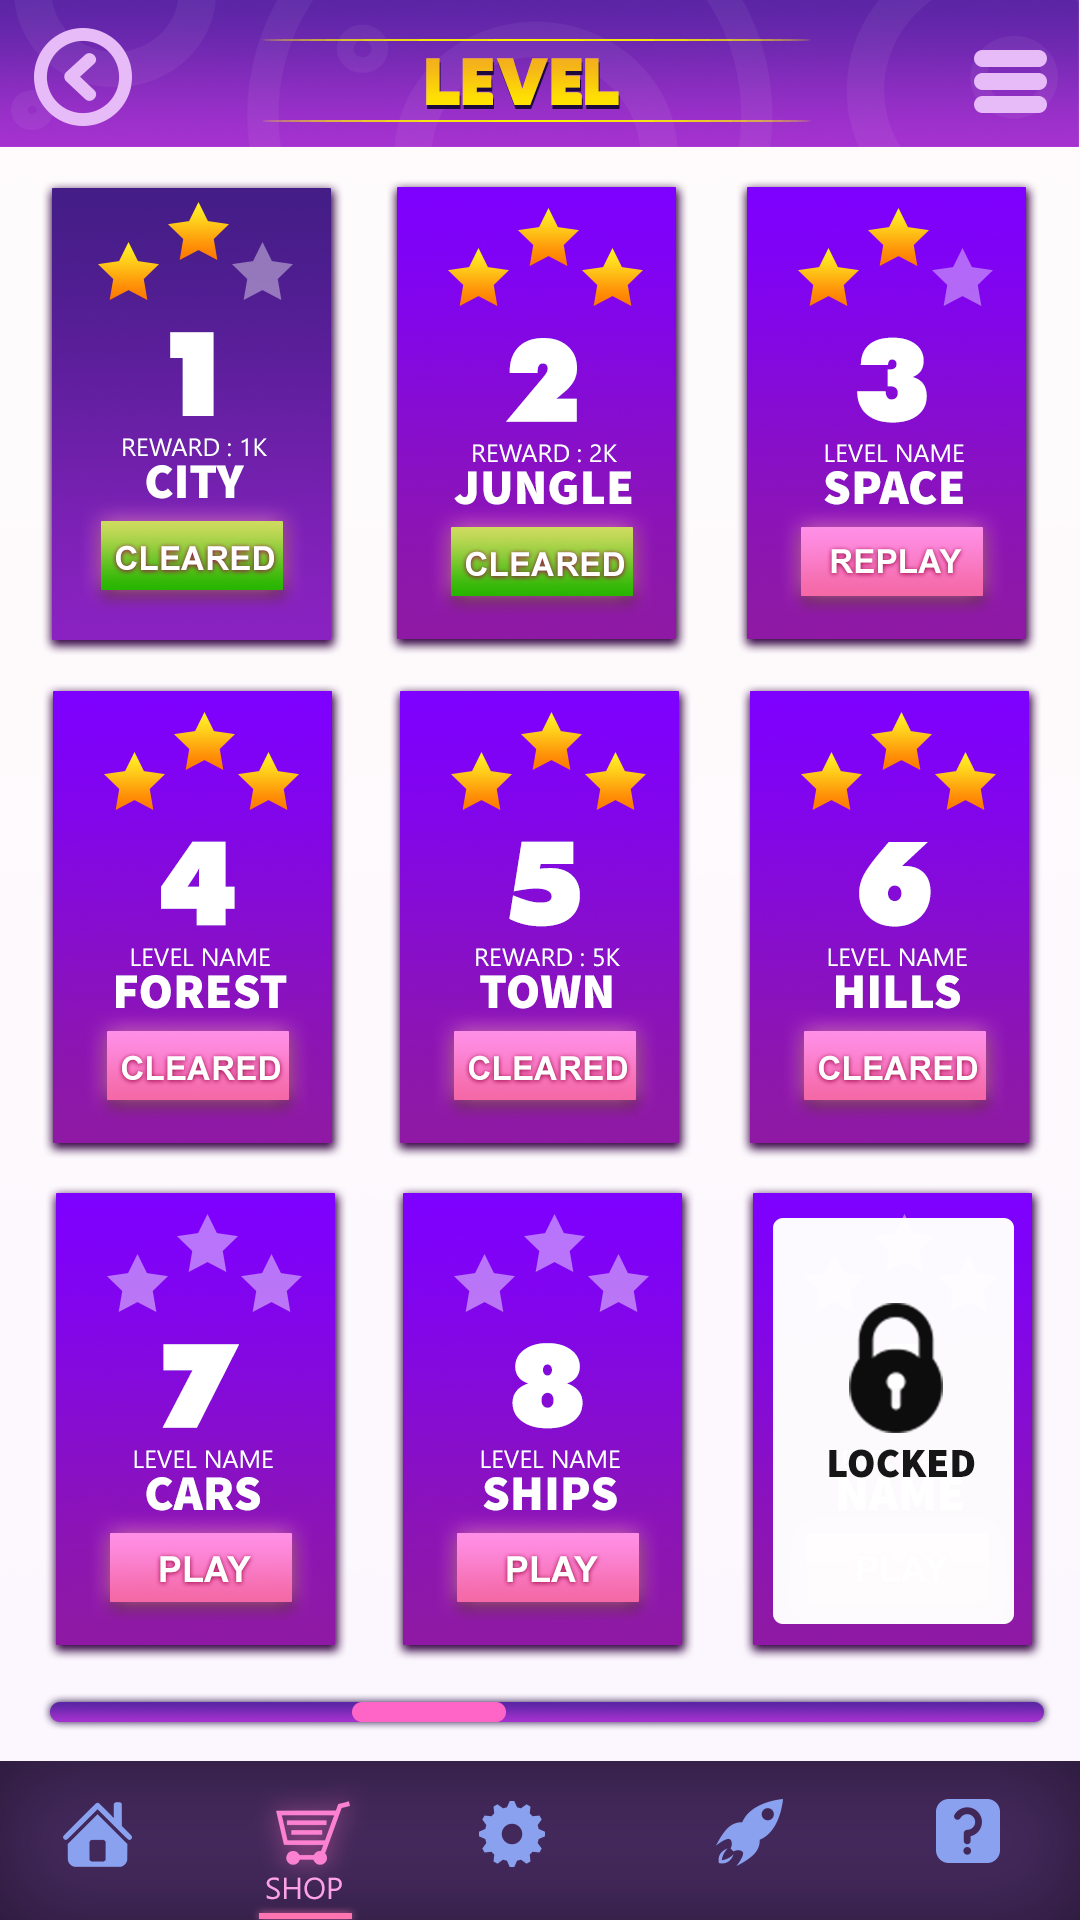 LEVEL
1
REWARD : 1K
CITY
CLEARED
2
REWARD : 2K
JUNGLE
CLEARED
3
LEVEL NAME
SPACE
REPLAY
4
LEVEL NAME
FOREST
CLEARED
5
REWARD : 5K
TOWN
CLEARED
6
LEVEL NAME
HILLS
CLEARED
7
LEVEL NAME
CARS
PLAY
8
LEVEL NAME
SHIPS
PLAY
LOCKED
NAME
SHOP
?